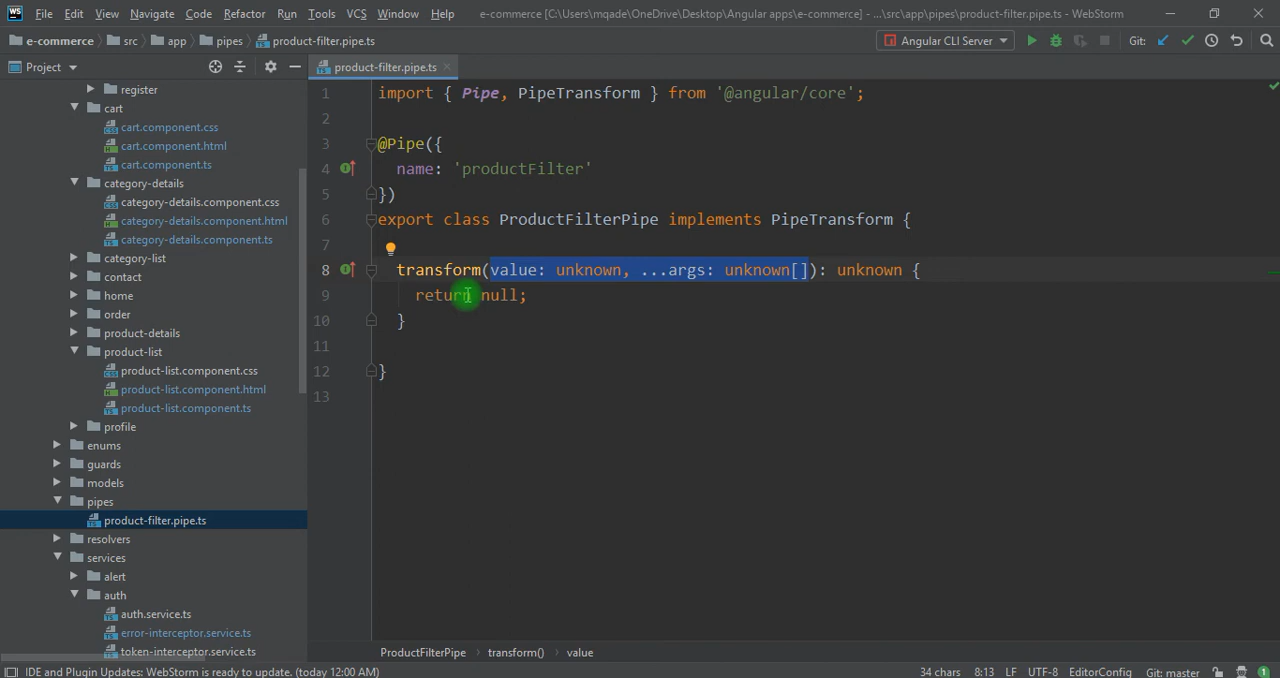 WS File Edit View Navigate Code Refactor Run Tools VCS Window Help e-commerce [C:\Users\mqade\OneDrive\Desktop\Angular apps\e-commerce] - ...\src\app\pipes\product-filter.pipe.ts - WebStorm
e-commerce src app pipes product-filter.pipe.ts Angular CLI Server Git:
Project product-filter.pipe.ts
register
cart
cart.component.css
cart.component.html
cart.component.ts
category-details
category-details.component.css
category-details.component.html
category-details.component.ts
category-list
contact
home
order
product-details
product-list
product-list.component.css
product-list.component.html
product-list.component.ts
profile
enums
guards
models
pipes
product-filter.pipe.ts
resolvers
services
alert
auth
auth.service.ts
error-interceptor.service.ts
token-interceptor.service.ts
1 import { Pipe, PipeTransform } from '@angular/core';
2
3 @Pipe({
4 name: 'productFilter'
5 })
6 export class ProductFilterPipe implements PipeTransform {
7
8 transform(value: unknown, ...args: unknown[]): unknown {
9 return null;
10 }
11
12 }
13
ProductFilterPipe transform() value
IDE and Plugin Updates: WebStorm is ready to update. (today 12:00 AM) 34 chars 8:13 LF UTF-8 EditorConfig Git: master 1